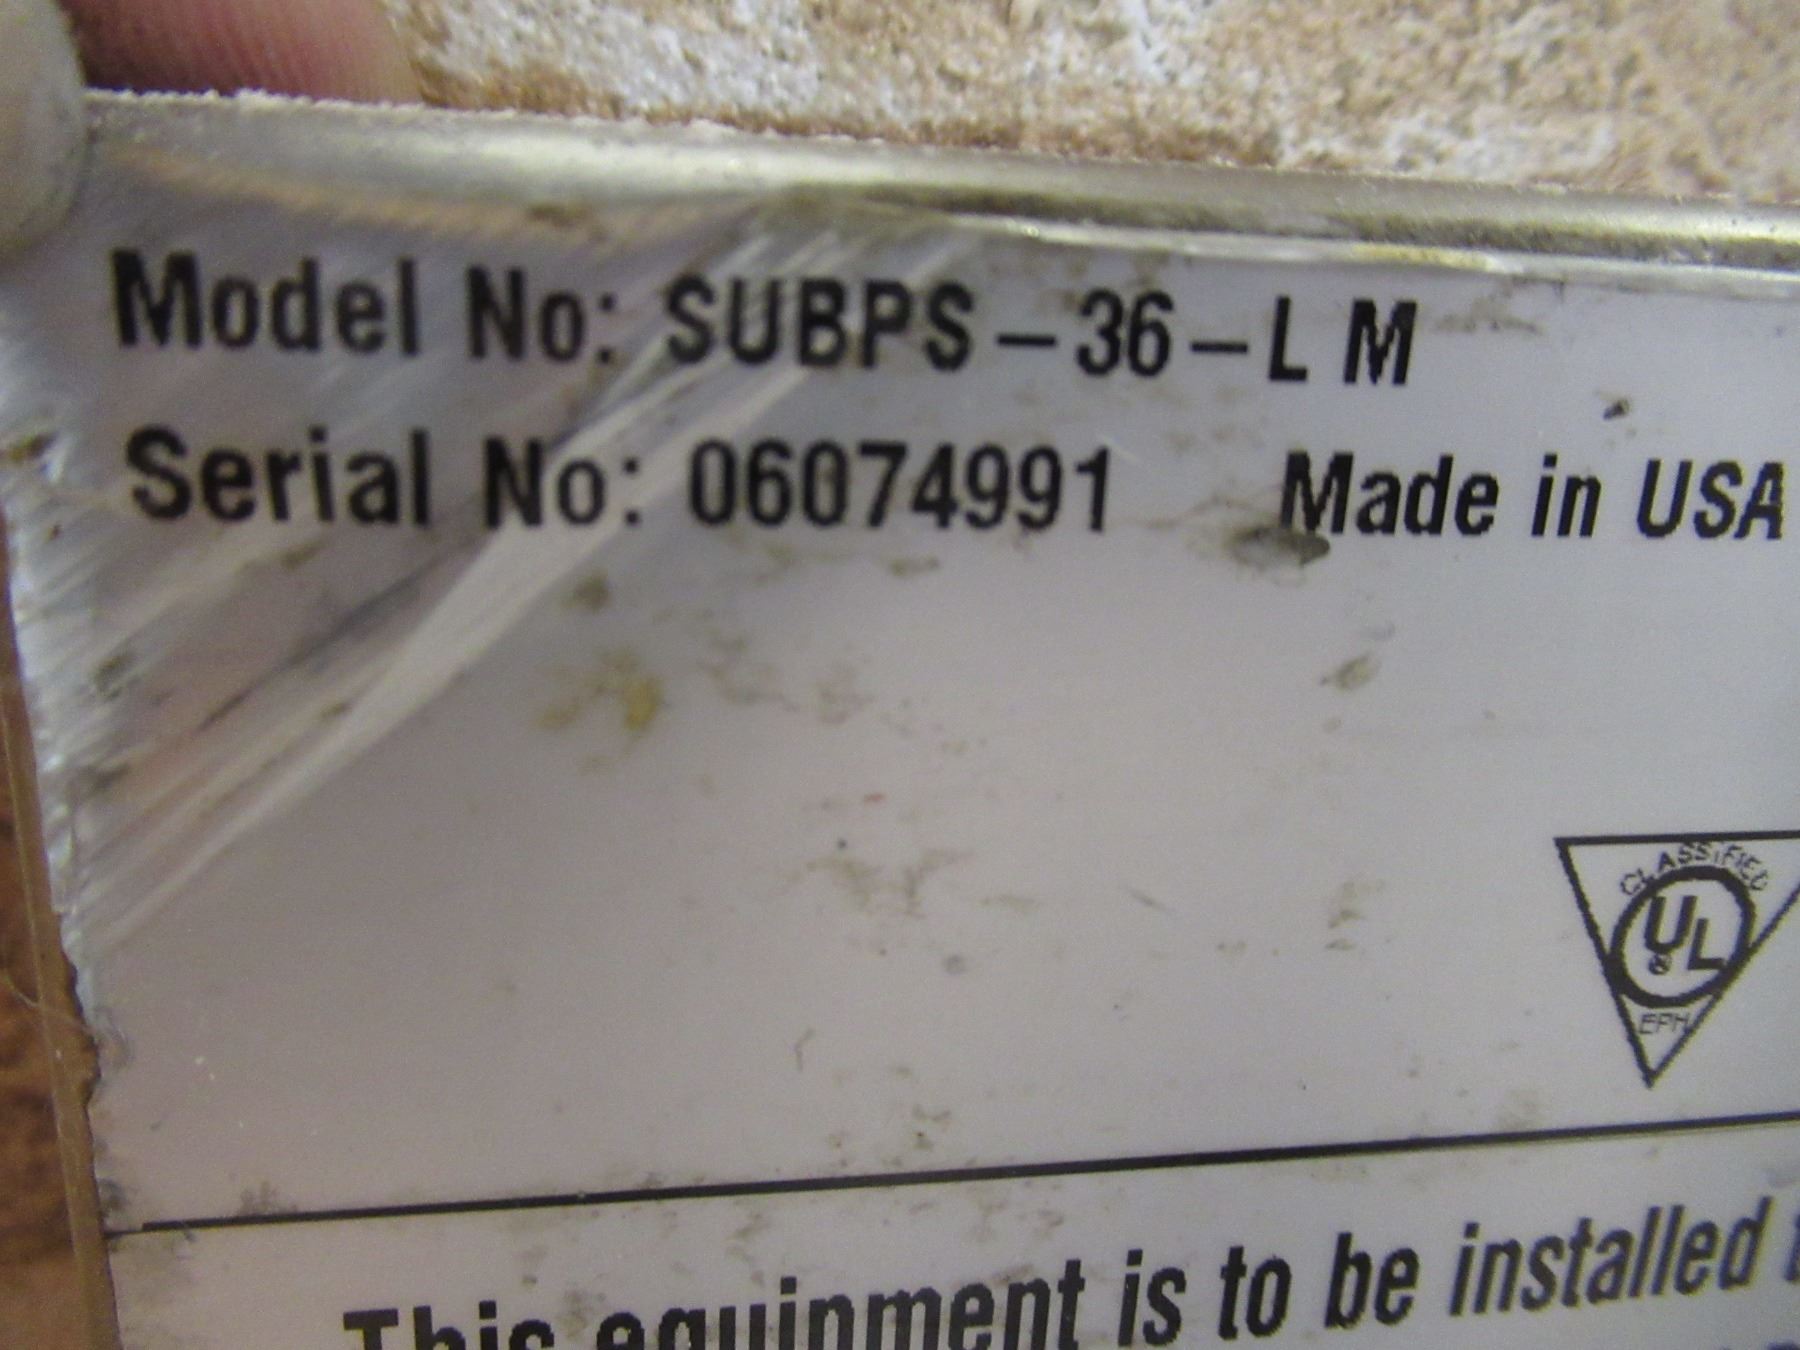 Model No: SUBPS-36-L M
Serial No: 06074991 Made in USA
CLASSIFIED
UL
EPH
This equipment is to be installed